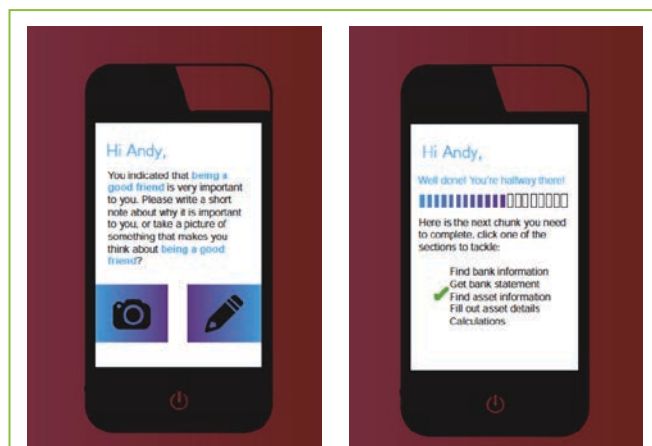 Hi Andy,
You indicated that being a
good friend is very important
to you. Please write a short
note about why it is important
to you, or take a picture of
something that makes you
think about being a good
friend?
Hi Andy,
Well done! You're halfway there!
Here is the next chunk you need
to complete, click one of the
sections to tackle:
Find bank information
Get bank statement
Find asset information
Fill out asset details
Calculations